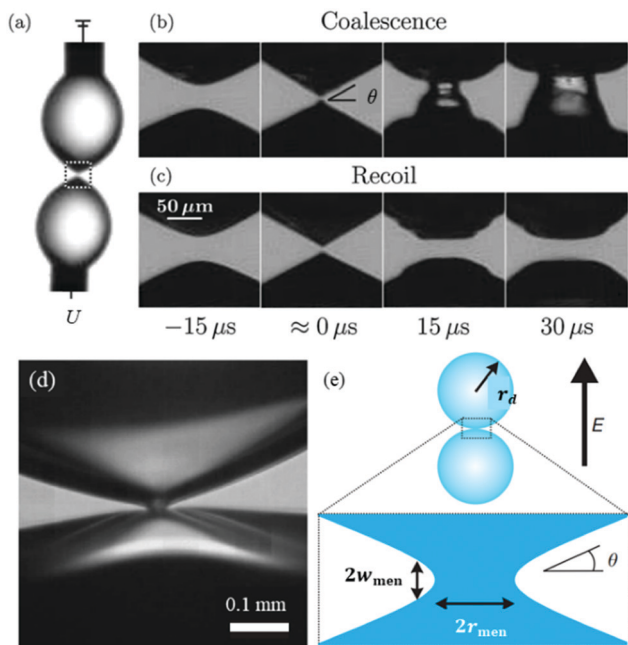 (a)
U
(b) Coalescence
θ
(c) Recoil
50 μm
−15 μs ≈ 0 μs 15 μs 30 μs
(d)
0.1 mm
(e)
r_d
E
2w_men
θ
2r_men